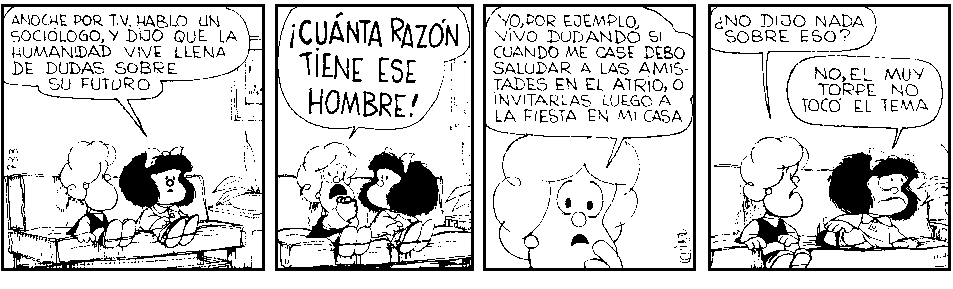 ANOCHE POR T.V. HABLO UN
SOCIÓLOGO, Y DIJO QUE LA
HUMANIDAD VIVE LLENA
DE DUDAS SOBRE
SU FUTURO
¡CUÁNTA RAZÓN
TIENE ESE
HOMBRE!
YO, POR EJEMPLO,
VIVO DUDANDO SI
CUANDO ME CASE DEBO
SALUDAR A LAS AMIS-
TADES EN EL ATRIO, O
INVITARLAS LUEGO A
LA FIESTA EN MI CASA
¿NO DIJO NADA
SOBRE ESO?
NO, EL MUY
TORPE NO
TOCÓ EL TEMA